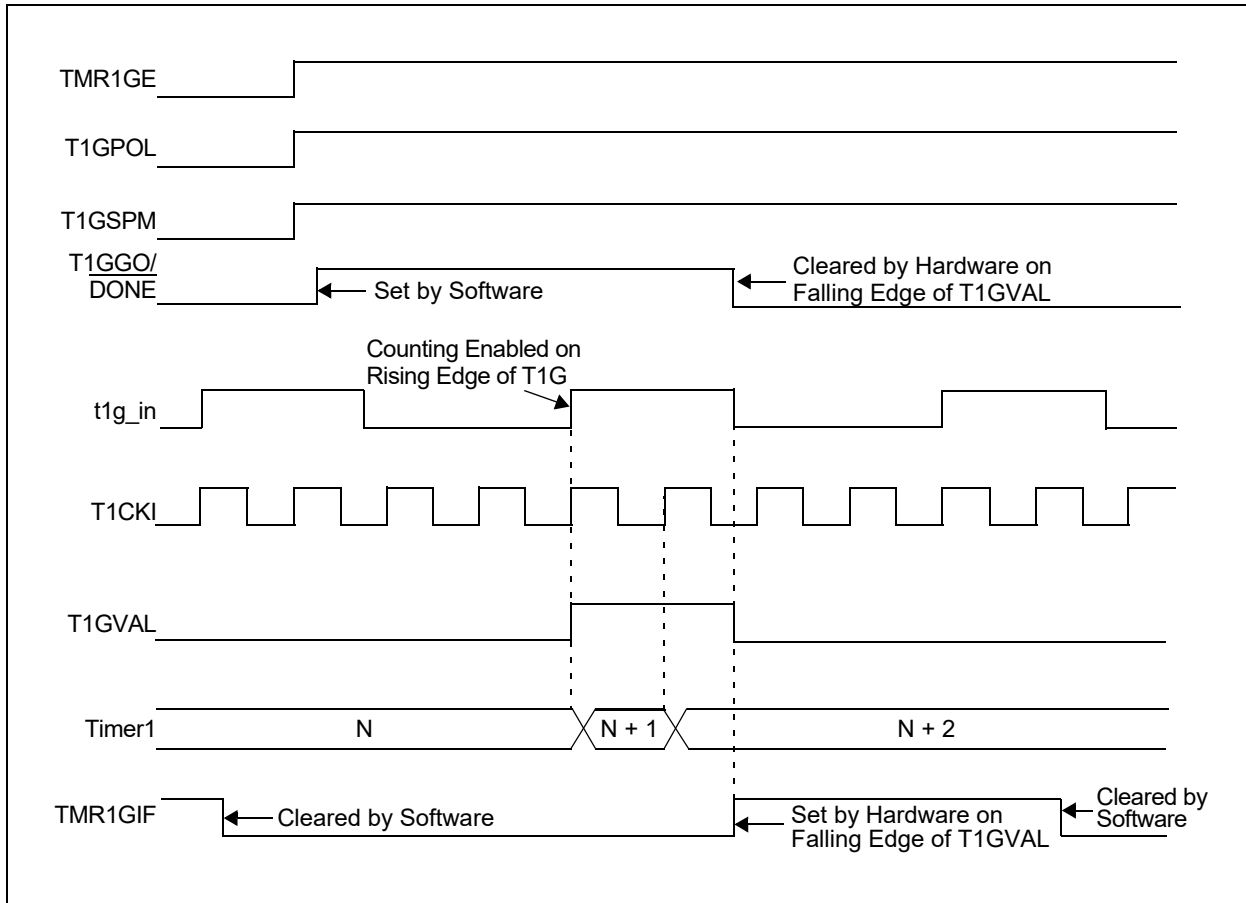 TMR1GE
T1GPOL
T1GSPM
T1GGO/
DONE
Set by Software
Cleared by Hardware on
Falling Edge of T1GVAL
Counting Enabled on
Rising Edge of T1G
t1g_in
T1CKI
T1GVAL
Timer1
N
N + 1
N + 2
TMR1GIF
Cleared by Software
Set by Hardware on
Falling Edge of T1GVAL
Cleared by
Software